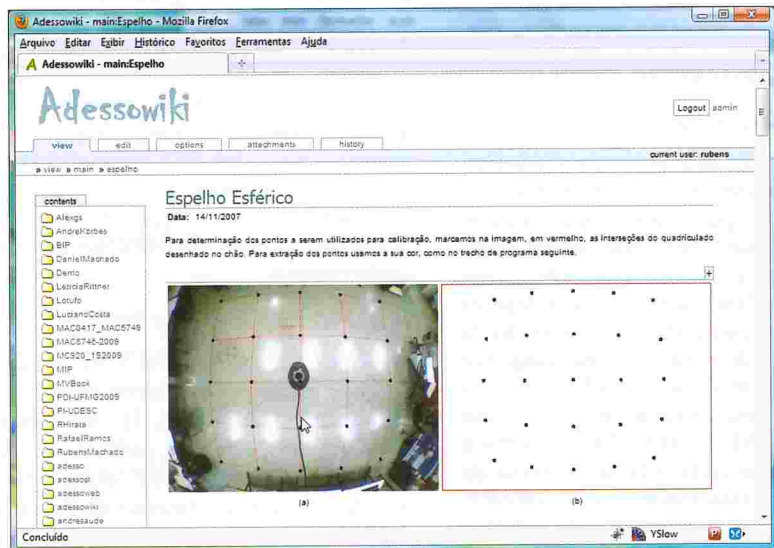 Adessowiki - main:Espelho - Mozilla Firefox
Arquivo Editar Exibir Histórico Favoritos Ferramentas Ajuda
Adessowiki - main:Espelho
Adessowiki
Logout admin
view edit options attachments history
current user: rubens
» view » main » espelho
contents
Alexgs
AndreKorbes
BIP
DanielMachado
Demo
LeticiaRittner
Lotufo
LucianoCosta
MAC0417_MAC5746
MAC5746-2009
MC920_1S2009
MIP
MVBook
PDI-UFMG2009
PI-UDESC
RHirata
RafaelRamos
RubensMachado
adesso
adessost
adessoweb
adessowiki
andresaude
Espelho Esférico
Data: 14/11/2007
Para determinação dos pontos a serem utilizados para calibração, marcamos na imagem, em vermelho, as interseções do quadriculado
desenhado no chão. Para extração dos pontos usamos a sua cor, como no trecho de programa seguinte.
+
(a) (b)
Concluído
YSlow